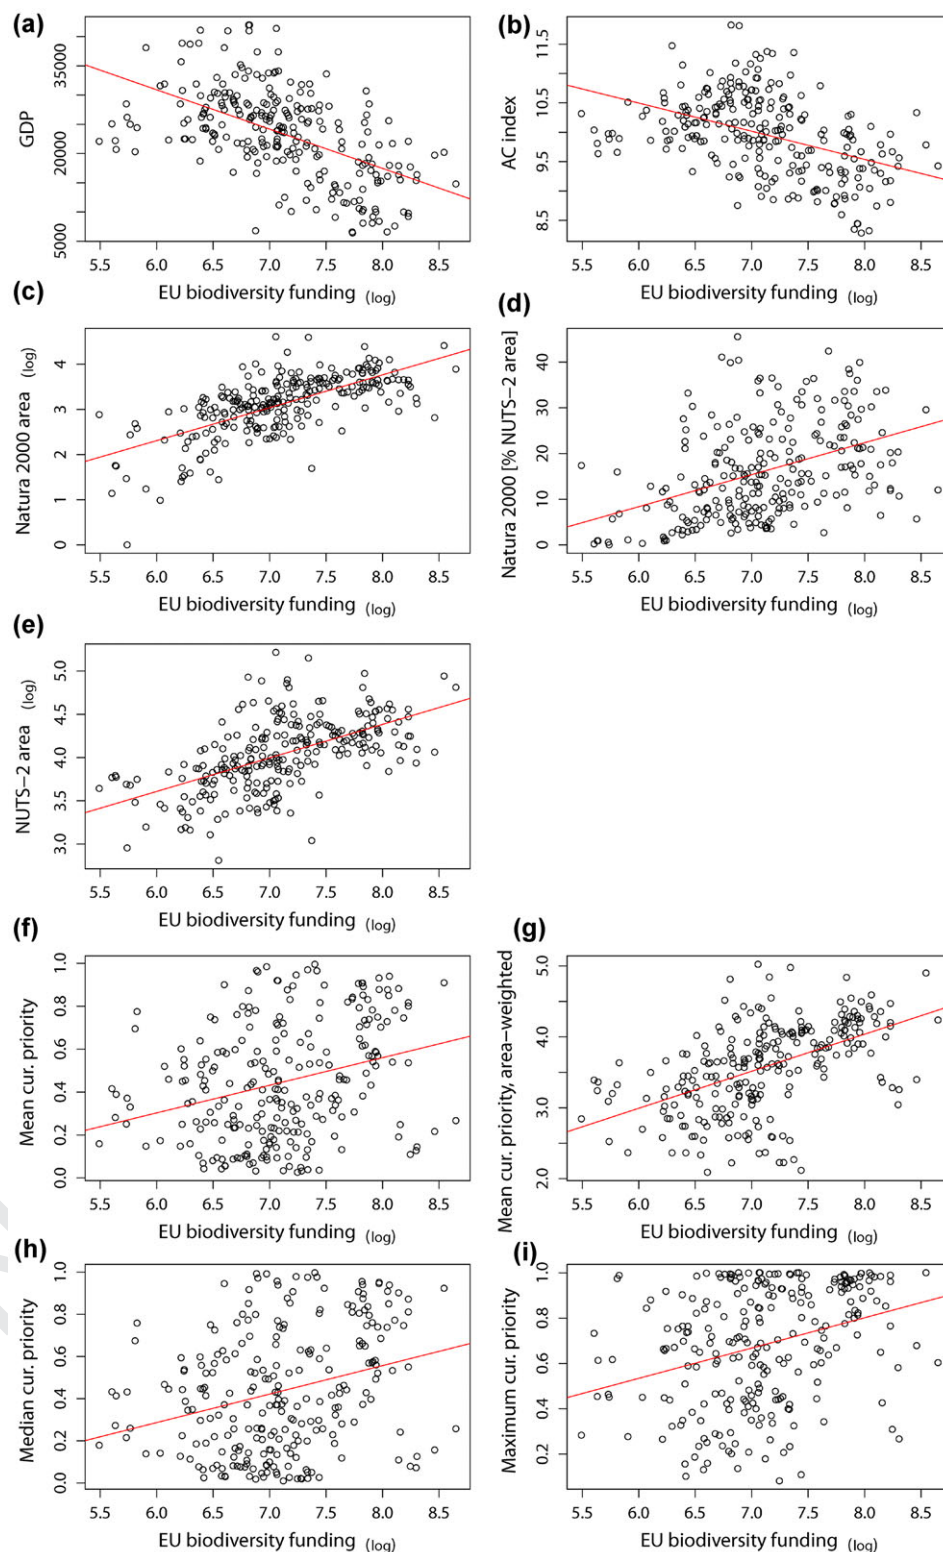 (a)
GDP
5000 20000 35000
5.5 6.0 6.5 7.0 7.5 8.0 8.5
EU biodiversity funding (log)
(b)
AC index
8.5 9.5 10.5 11.5
5.5 6.0 6.5 7.0 7.5 8.0 8.5
EU biodiversity funding (log)
(c)
Natura 2000 area (log)
0 1 2 3 4
5.5 6.0 6.5 7.0 7.5 8.0 8.5
EU biodiversity funding (log)
(d)
Natura 2000 [% NUTS−2 area]
0 10 20 30 40
5.5 6.0 6.5 7.0 7.5 8.0 8.5
EU biodiversity funding (log)
(e)
NUTS−2 area (log)
3.0 3.5 4.0 4.5 5.0
5.5 6.0 6.5 7.0 7.5 8.0 8.5
EU biodiversity funding (log)
(f)
Mean cur. priority
0.0 0.2 0.4 0.6 0.8 1.0
5.5 6.0 6.5 7.0 7.5 8.0 8.5
EU biodiversity funding (log)
(g)
Mean cur. priority, area−weighted
2.0 3.0 4.0 5.0
5.5 6.0 6.5 7.0 7.5 8.0 8.5
EU biodiversity funding (log)
(h)
Median cur. priority
0.0 0.2 0.4 0.6 0.8 1.0
5.5 6.0 6.5 7.0 7.5 8.0 8.5
EU biodiversity funding (log)
(i)
Maximum cur. priority
0.2 0.4 0.6 0.8 1.0
5.5 6.0 6.5 7.0 7.5 8.0 8.5
EU biodiversity funding (log)